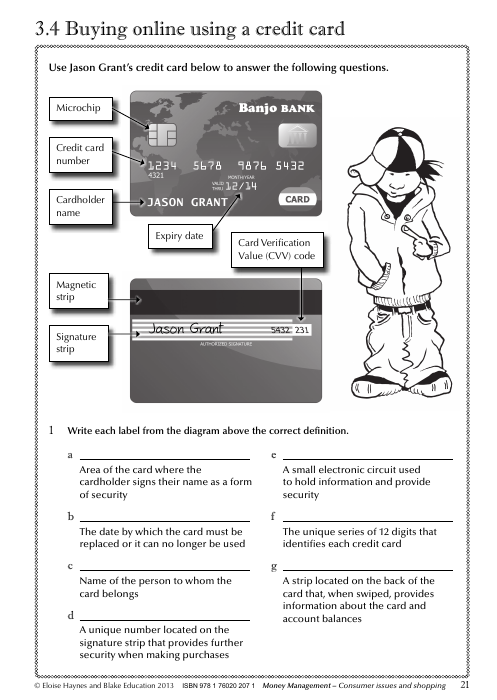 3.4 Buying online using a credit card
Use Jason Grant's credit card below to answer the following questions.
Microchip
Credit card
number
Cardholder
name
Banjo BANK
1234 5678 9876 5432
4321
MONTH/YEAR
VALID
THRU
12/14
JASON GRANT
CARD
Expiry date
Card Verification
Value (CVV) code
Magnetic
strip
Signature
strip
Jason Grant
5432 231
AUTHORIZED SIGNATURE
1 Write each label from the diagram above the correct definition.
a
Area of the card where the
cardholder signs their name as a form
of security
b
The date by which the card must be
replaced or it can no longer be used
c
Name of the person to whom the
card belongs
d
A unique number located on the
signature strip that provides further
security when making purchases
e
A small electronic circuit used
to hold information and provide
security
f
The unique series of 12 digits that
identifies each credit card
g
A strip located on the back of the
card that, when swiped, provides
information about the card and
account balances
© Eloise Haynes and Blake Education 2013 ISBN 978 1 76020 207 1 Money Management – Consumer issues and shopping 21